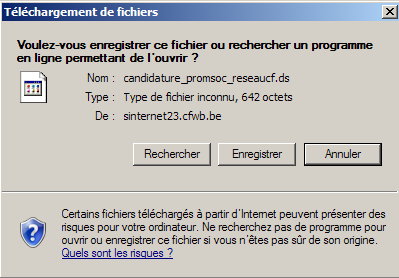 Téléchargement de fichiers
Voulez-vous enregistrer ce fichier ou rechercher un programme
en ligne permettant de l'ouvrir ?
Nom : candidature_promsoc_reseaucf.ds
Type : Type de fichier inconnu, 642 octets
De : sinternet23.cfwb.be
Rechercher Enregistrer Annuler
Certains fichiers téléchargés à partir d'Internet peuvent présenter des
risques pour votre ordinateur. Ne recherchez pas de programme pour
ouvrir ou enregistrer ce fichier si vous n'êtes pas sûr de son origine.
Quels sont les risques ?